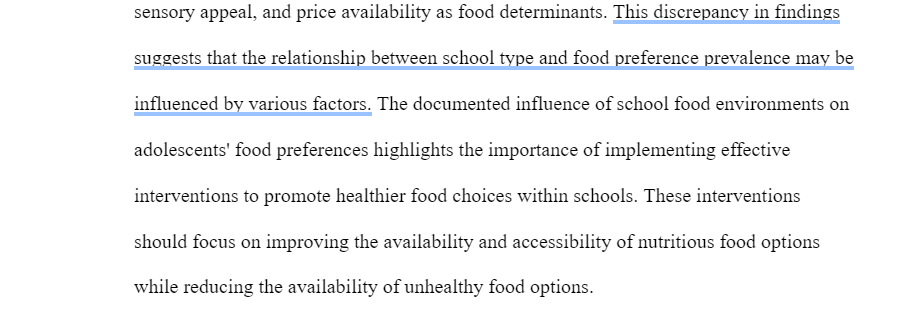 sensory appeal, and price availability as food determinants. This discrepancy in findings
suggests that the relationship between school type and food preference prevalence may be
influenced by various factors. The documented influence of school food environments on
adolescents' food preferences highlights the importance of implementing effective
interventions to promote healthier food choices within schools. These interventions
should focus on improving the availability and accessibility of nutritious food options
while reducing the availability of unhealthy food options.